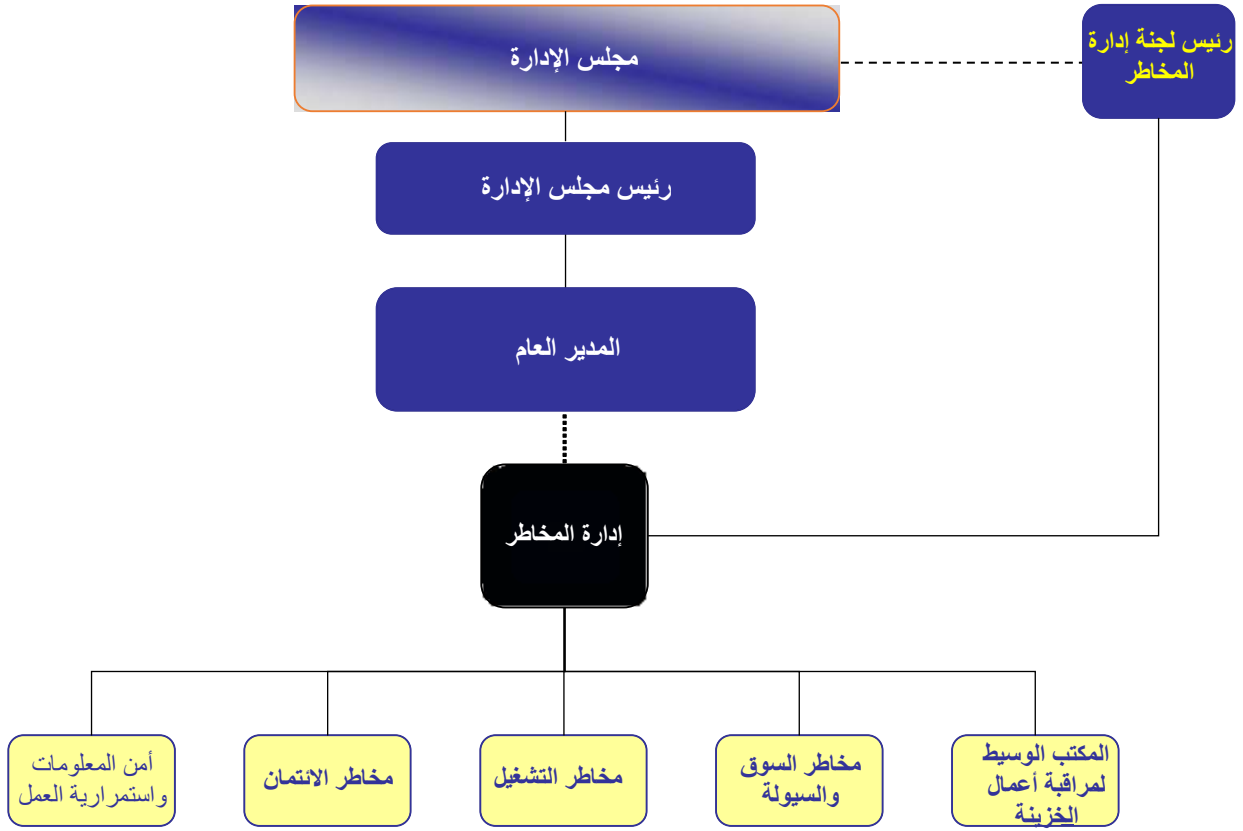 مجلس الإدارة
رئيس لجنة إدارة
المخاطر
رئيس مجلس الإدارة
المدير العام
إدارة المخاطر
المكتب الوسيط
لمراقبة أعمال
الخزينة
مخاطر السوق
والسيولة
مخاطر التشغيل
مخاطر الائتمان
أمن المعلومات
واستمرارية العمل